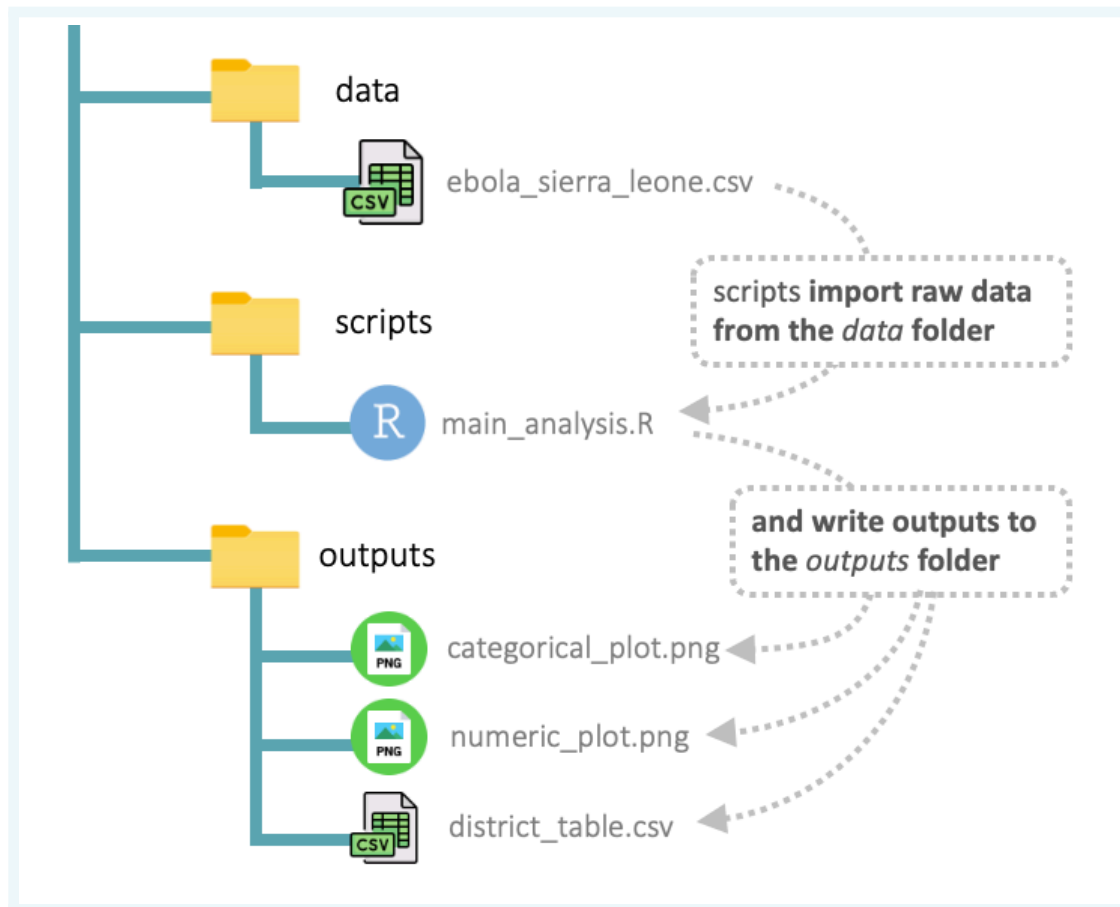 data
CSV
ebola_sierra_leone.csv
scripts import raw data
from the data folder
scripts
R
main_analysis.R
and write outputs to
the outputs folder
outputs
PNG
categorical_plot.png
PNG
numeric_plot.png
CSV
district_table.csv